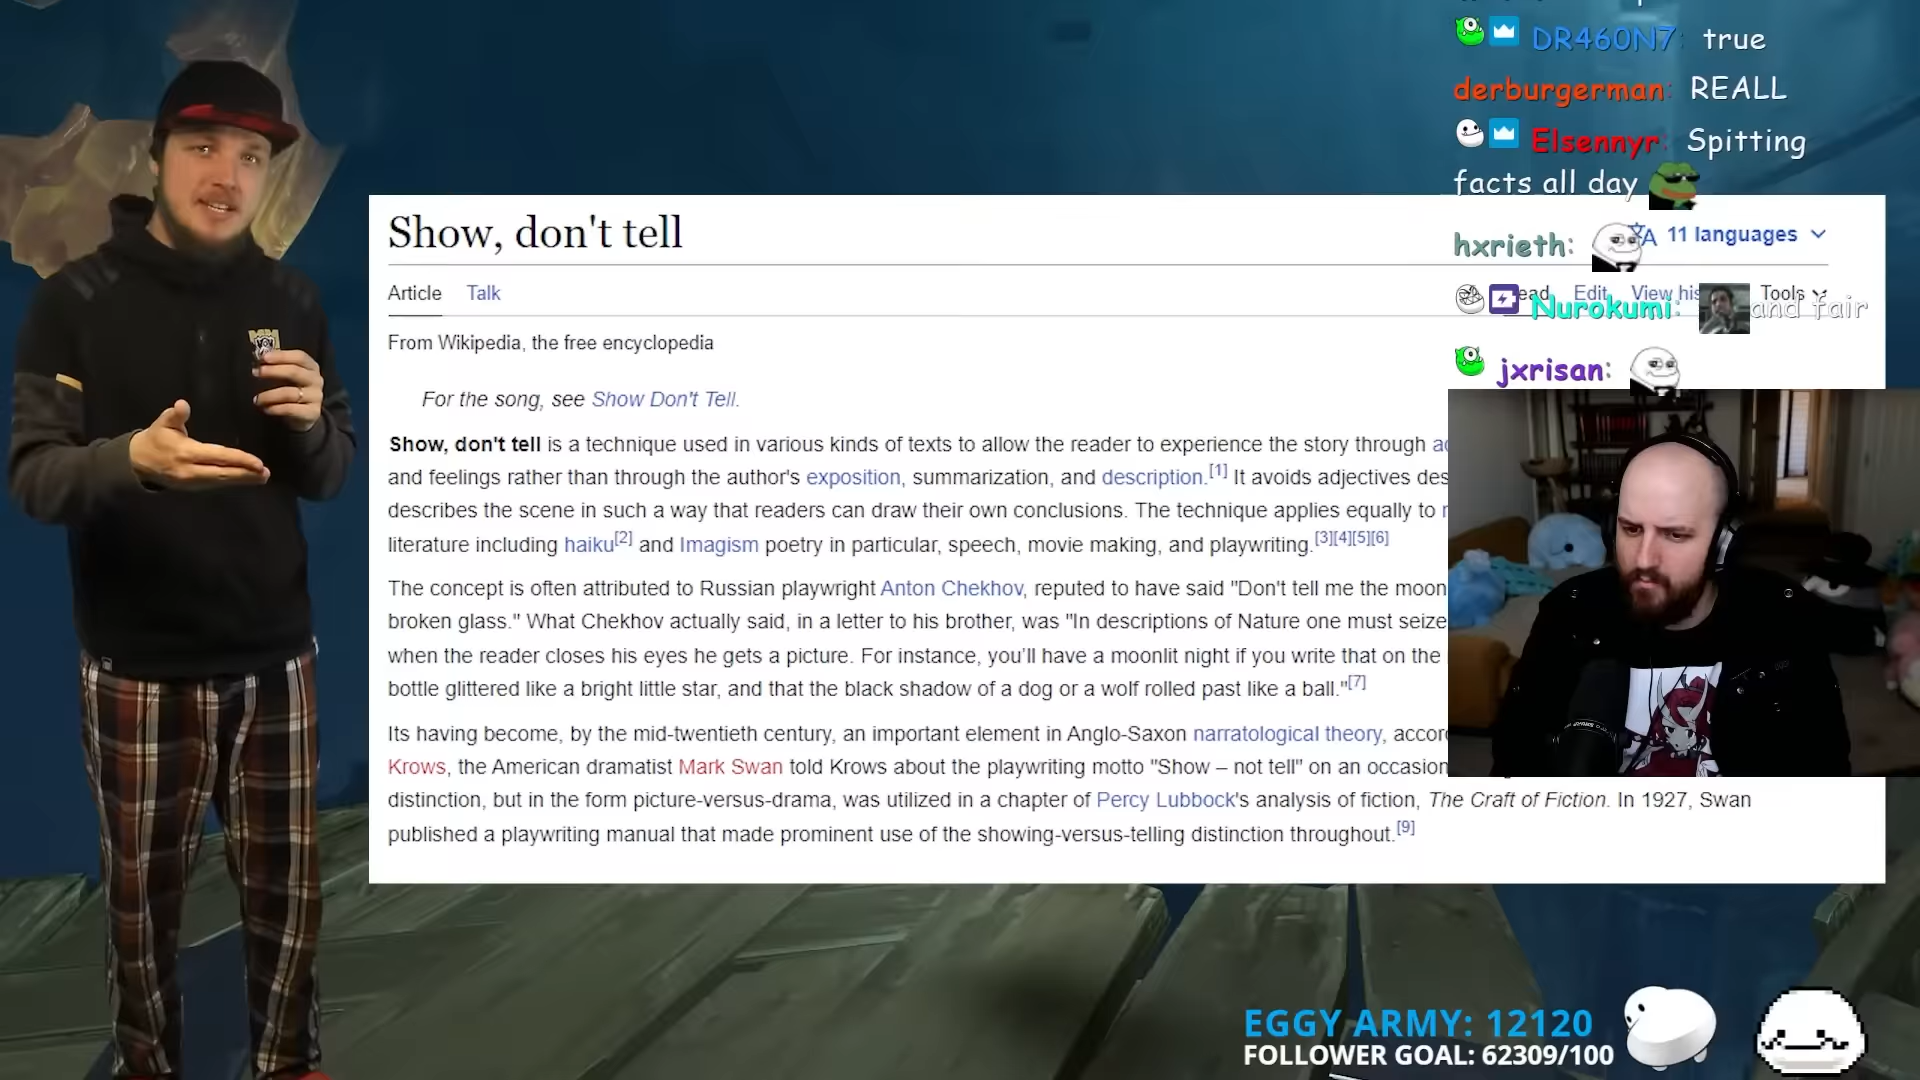 DR460N7: true
derburgerman: REALL
Elsennyr: Spitting
facts all day
hxrieth:
Nurokumi: and fair
jxrisan:
Show, don't tell
11 languages
Article Talk
Edit View his Tools
From Wikipedia, the free encyclopedia
For the song, see Show Don't Tell.
Show, don't tell is a technique used in various kinds of texts to allow the reader to experience the story through
and feelings rather than through the author's exposition, summarization, and description.[1] It avoids adjectives des
describes the scene in such a way that readers can draw their own conclusions. The technique applies equally to
literature including haiku[2] and Imagism poetry in particular, speech, movie making, and playwriting.[3][4][5][6]
The concept is often attributed to Russian playwright Anton Chekhov, reputed to have said "Don't tell me the moon
broken glass." What Chekhov actually said, in a letter to his brother, was "In descriptions of Nature one must seize
when the reader closes his eyes he gets a picture. For instance, you'll have a moonlit night if you write that on the
bottle glittered like a bright little star, and that the black shadow of a dog or a wolf rolled past like a ball."[7]
Its having become, by the mid-twentieth century, an important element in Anglo-Saxon narratological theory, accor
Krows, the American dramatist Mark Swan told Krows about the playwriting motto "Show – not tell" on an occasion
distinction, but in the form picture-versus-drama, was utilized in a chapter of Percy Lubbock's analysis of fiction, The Craft of Fiction. In 1927, Swan
published a playwriting manual that made prominent use of the showing-versus-telling distinction throughout.[9]
EGGY ARMY: 12120
FOLLOWER GOAL: 62309/100